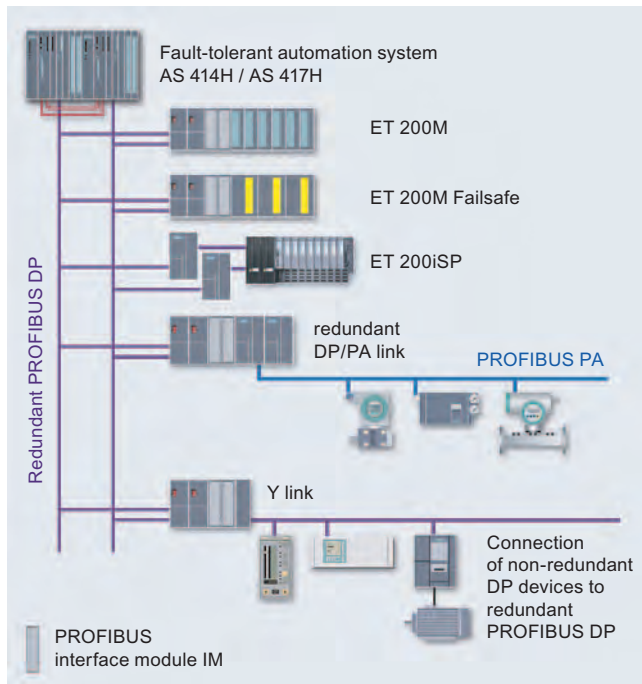 Fault-tolerant automation system
AS 414H / AS 417H
ET 200M
ET 200M Failsafe
ET 200iSP
redundant
DP/PA link
PROFIBUS PA
Redundant PROFIBUS DP
Y link
Connection
of non-redundant
DP devices to
redundant
PROFIBUS DP
PROFIBUS
interface module IM